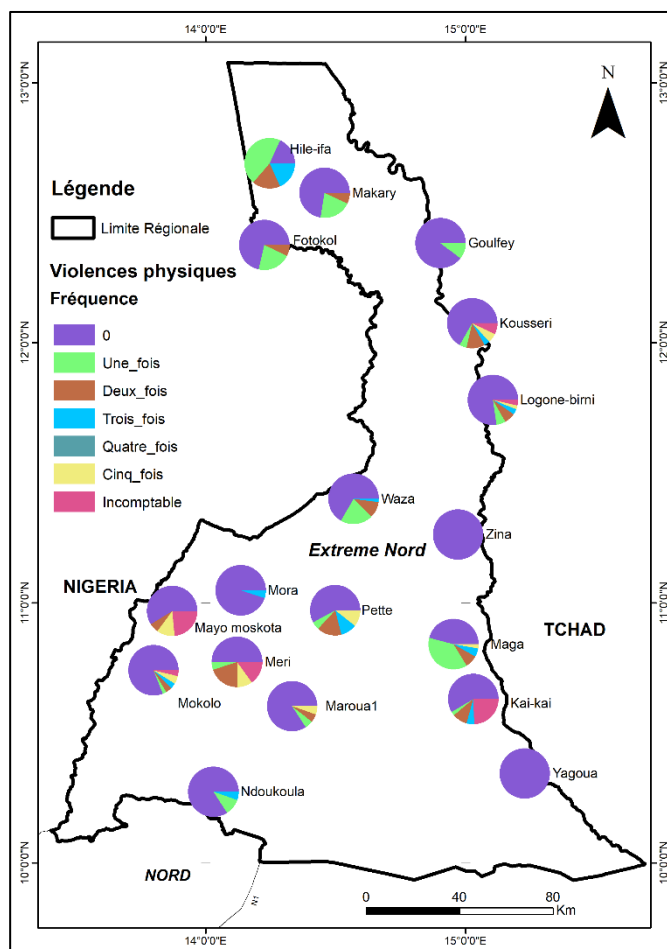 14°0'0"E
15°0'0"E
13°0'0"N
13°0'0"N
N
Hile-ifa
Makary
Légende
Limite Régionale
Fotokol
Goulfey
Violences physiques
Fréquence
0
Kousseri
12°0'0"N
12°0'0"N
Une_fois
Deux_fois
Logone-birni
Trois_fois
Quatre_fois
Cinq_fois
Incomptable
Waza
Zina
Extreme Nord
NIGERIA
Mora
11°0'0"N
11°0'0"N
Pette
Mayo moskota
TCHAD
Maga
Meri
Kai-kai
Mokolo
Maroua1
Yagoua
Ndoukoula
10°0'0"N
10°0'0"N
NORD
N1
0 40 80
Km
14°0'0"E
15°0'0"E